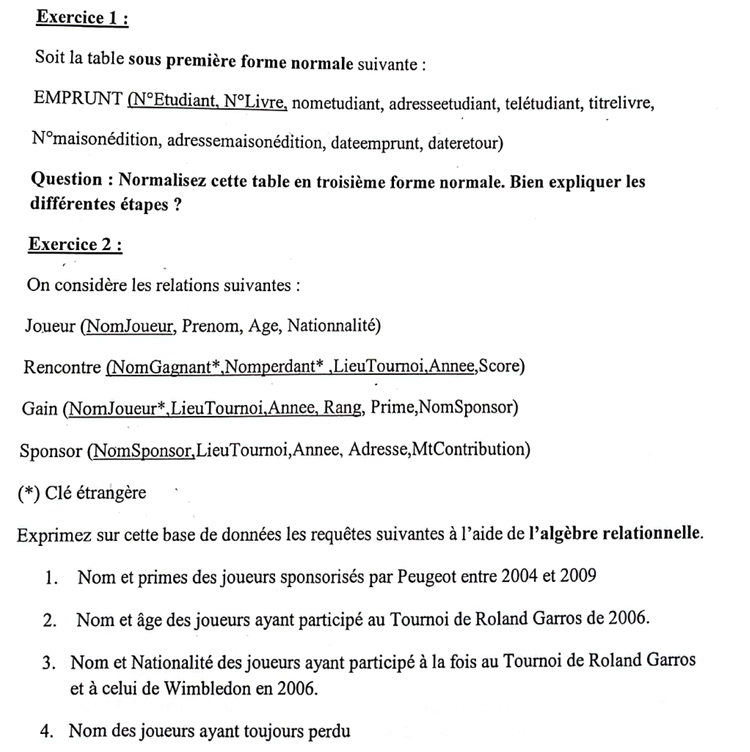 Exercice 1 :
Soit la table sous première forme normale suivante :
EMPRUNT (N°Etudiant, N°Livre, nometudiant, adresseetudiant, telétudiant, titrelivre,
N°maisonédition, adressemaisonédition, dateemprunt, dateretour)
Question : Normalisez cette table en troisième forme normale. Bien expliquer les
différentes étapes ?
Exercice 2 :
On considère les relations suivantes :
Joueur (NomJoueur, Prenom, Age, Nationnalité)
Rencontre (NomGagnant*,Nomperdant* ,LieuTournoi,Annee,Score)
Gain (NomJoueur*,LieuTournoi,Annee, Rang, Prime,NomSponsor)
Sponsor (NomSponsor,LieuTournoi,Annee, Adresse,MtContribution)
(*) Clé étrangère
Exprimez sur cette base de données les requêtes suivantes à l'aide de l'algèbre relationnelle.
1. Nom et primes des joueurs sponsorisés par Peugeot entre 2004 et 2009
2. Nom et âge des joueurs ayant participé au Tournoi de Roland Garros de 2006.
3. Nom et Nationalité des joueurs ayant participé à la fois au Tournoi de Roland Garros
et à celui de Wimbledon en 2006.
4. Nom des joueurs ayant toujours perdu